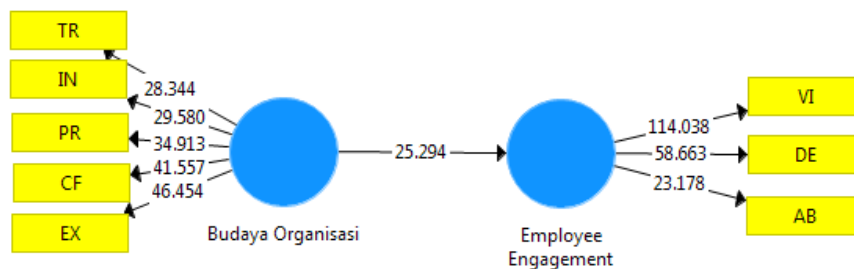 TR
IN
PR
CF
EX
28.344
29.580
34.913
41.557
46.454
Budaya Organisasi
25.294
Employee
Engagement
114.038
58.663
23.178
VI
DE
AB